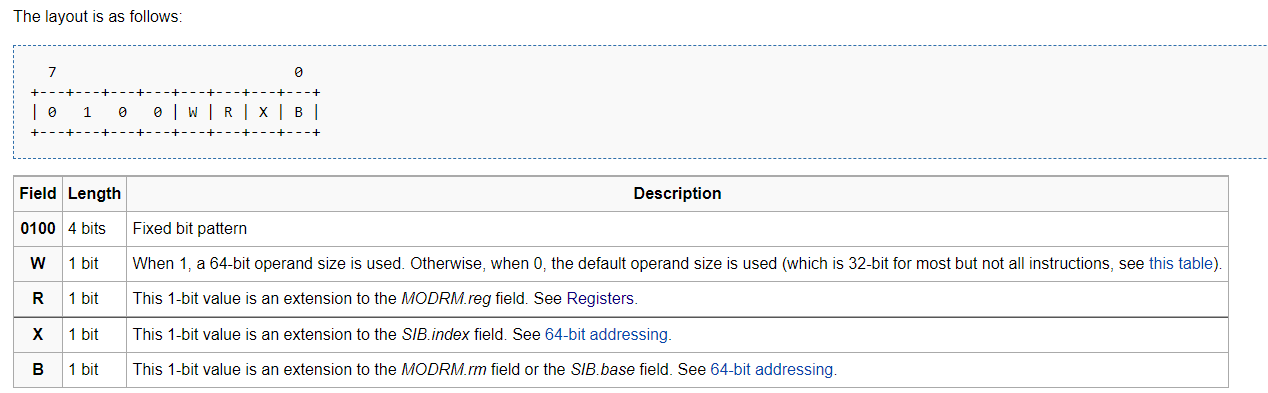 The layout is as follows:
7 0
+---+---+---+---+---+---+---+---+
| 0 1 0 0 | W | R | X | B |
+---+---+---+---+---+---+---+---+
Field Length Description
0100 4 bits Fixed bit pattern
W 1 bit When 1, a 64-bit operand size is used. Otherwise, when 0, the default operand size is used (which is 32-bit for most but not all instructions, see this table).
R 1 bit This 1-bit value is an extension to the MODRM.reg field. See Registers.
X 1 bit This 1-bit value is an extension to the SIB.index field. See 64-bit addressing.
B 1 bit This 1-bit value is an extension to the MODRM.rm field or the SIB.base field. See 64-bit addressing.